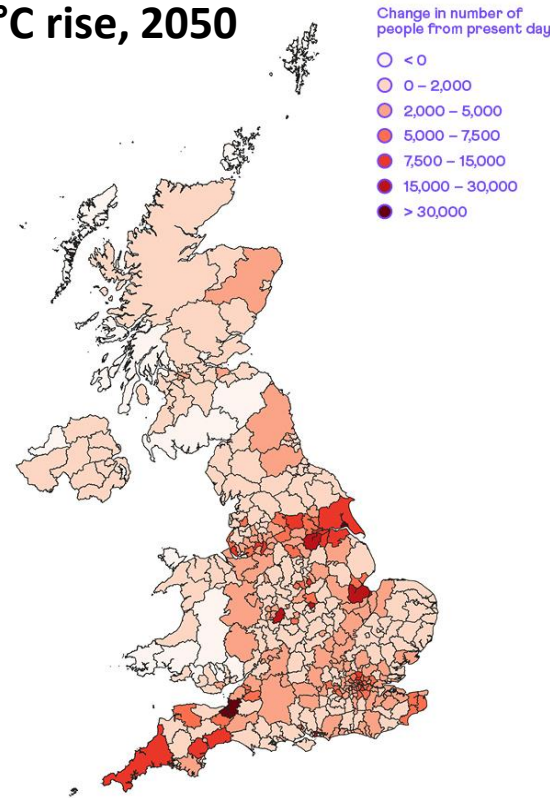 °C rise, 2050
Change in number of
people from present day
< 0
0 – 2,000
2,000 – 5,000
5,000 – 7,500
7,500 – 15,000
15,000 – 30,000
> 30,000